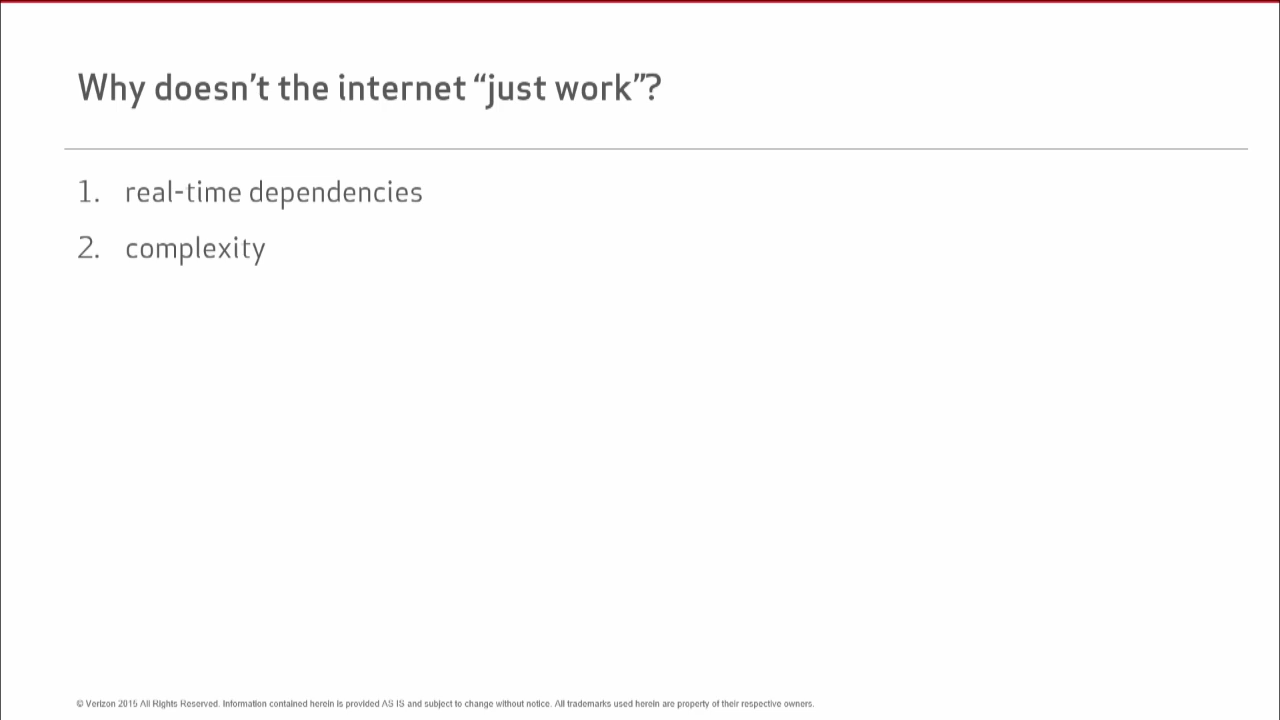 Why doesn’t the internet “just work”?
1. real-time dependencies
2. complexity
© Verizon 2015 All Rights Reserved. Information contained herein is provided AS IS and subject to change without notice. All trademarks used herein are property of their respective owners.